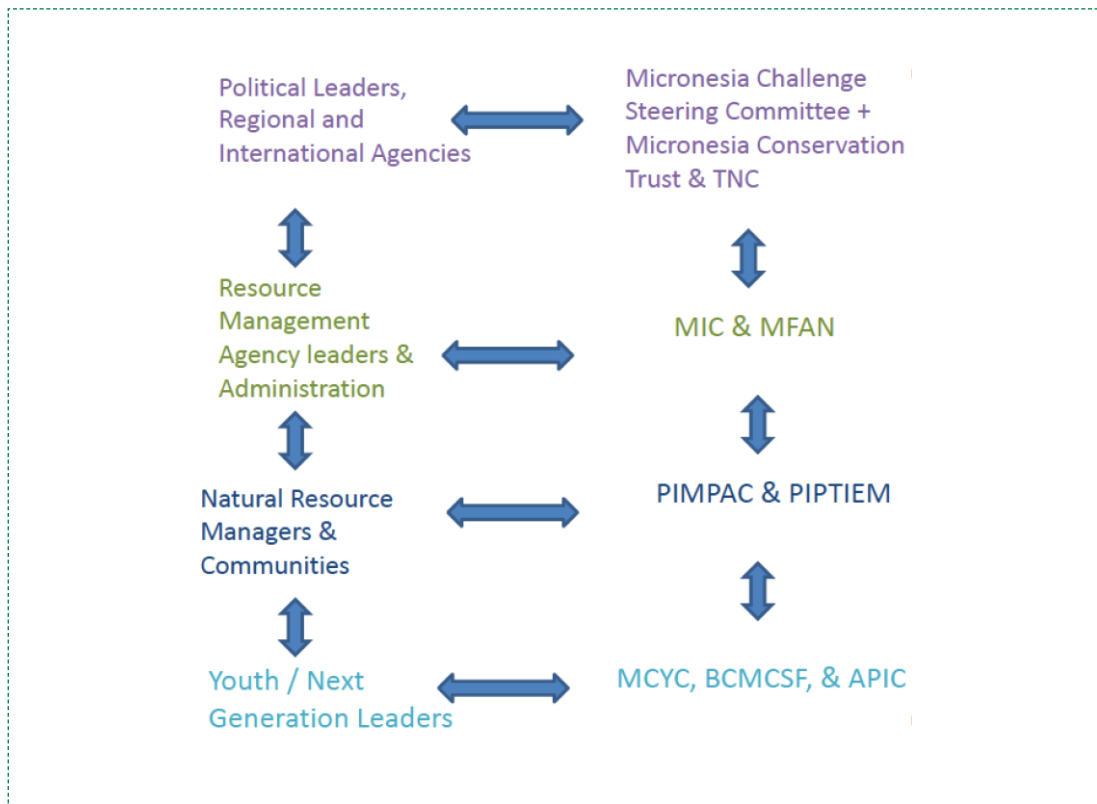 Political Leaders,
Regional and
International Agencies
Micronesia Challenge
Steering Committee +
Micronesia Conservation
Trust & TNC
Resource
Management
Agency leaders &
Administration
MIC & MFAN
Natural Resource
Managers &
Communities
PIMPAC & PIPTIEM
Youth / Next
Generation Leaders
MCYC, BCMCSF, & APIC